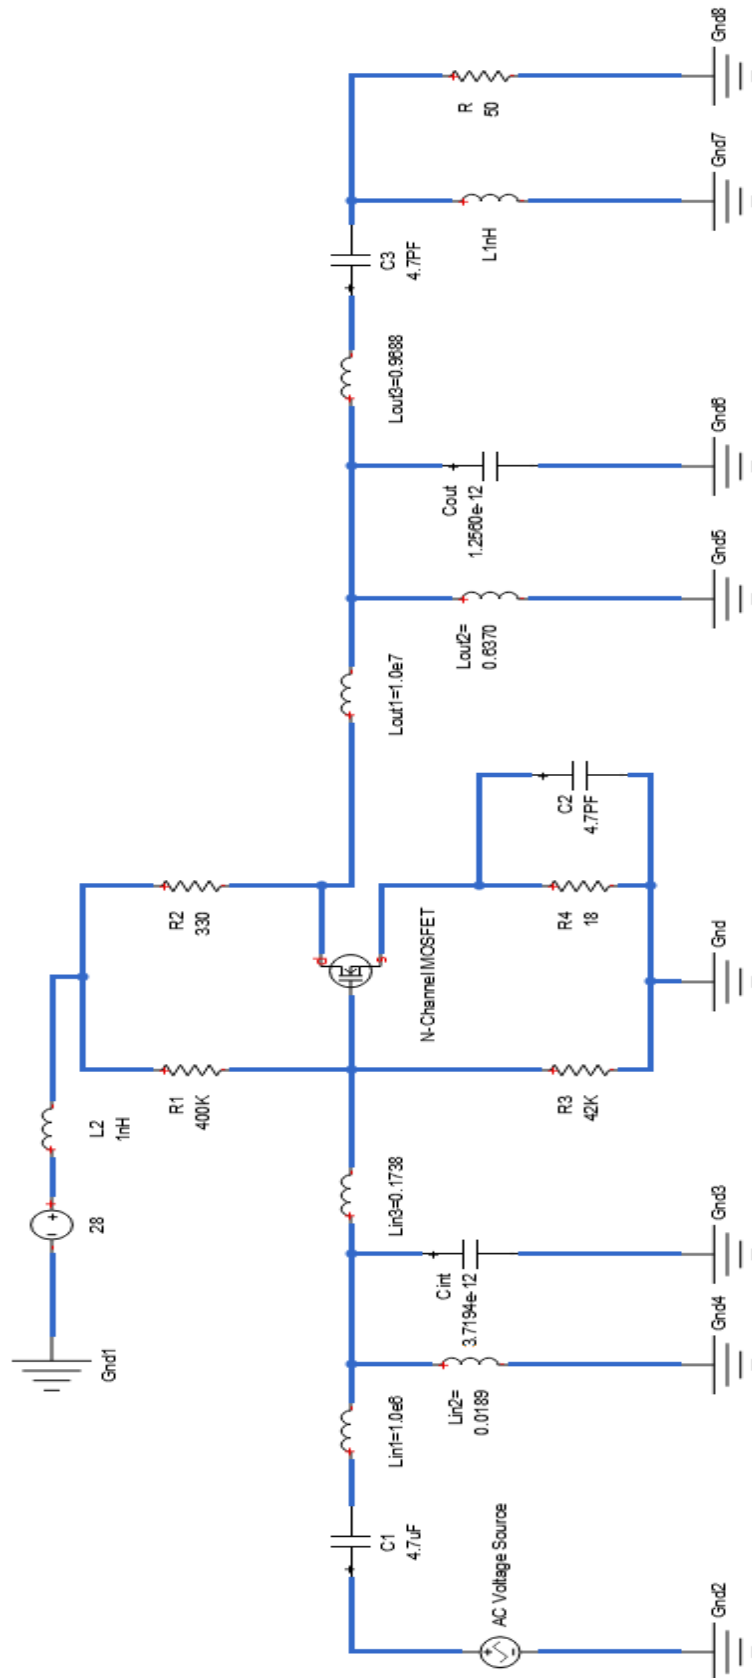 Gnd1
28
L2
1nH
R1
400K
R2
330
AC Voltage Source
Gnd2
C1
4.7uF
Lin1=1.0e6
Lin2=
0.0189
Gnd4
Cint
3.7194e-12
Gnd3
Lin3=0.1738
R3
42K
N-Channel MOSFET
D
S
R4
18
Gnd
C2
4.7PF
Lout1=1.0e7
Lout2=
0.6370
Gnd5
Cout
1.2560e-12
Gnd6
Lout3=0.9688
C3
4.7PF
L1nH
Gnd7
R
50
Gnd8